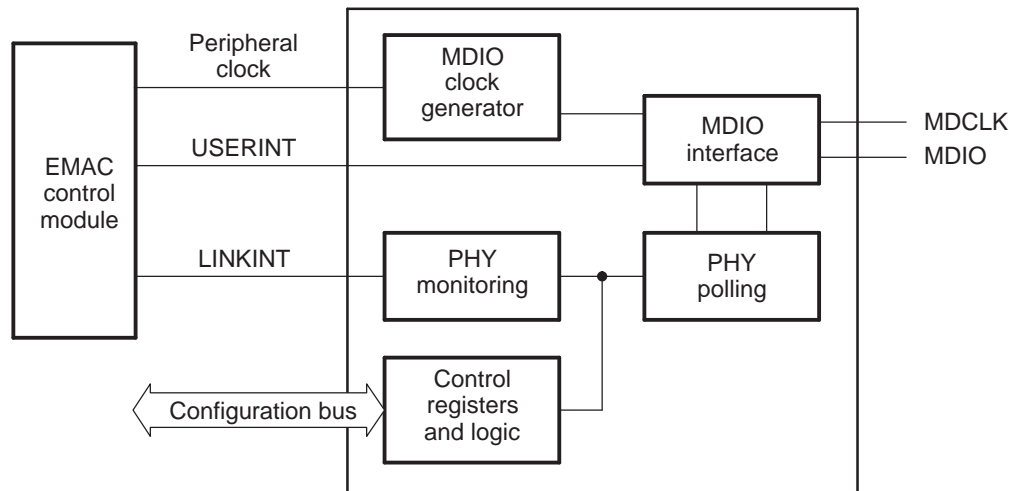 Peripheral
clock
MDIO
clock
generator
MDIO
interface
MDCLK
MDIO
USERINT
EMAC
control
module
LINKINT
PHY
monitoring
PHY
polling
Configuration bus
Control
registers
and logic